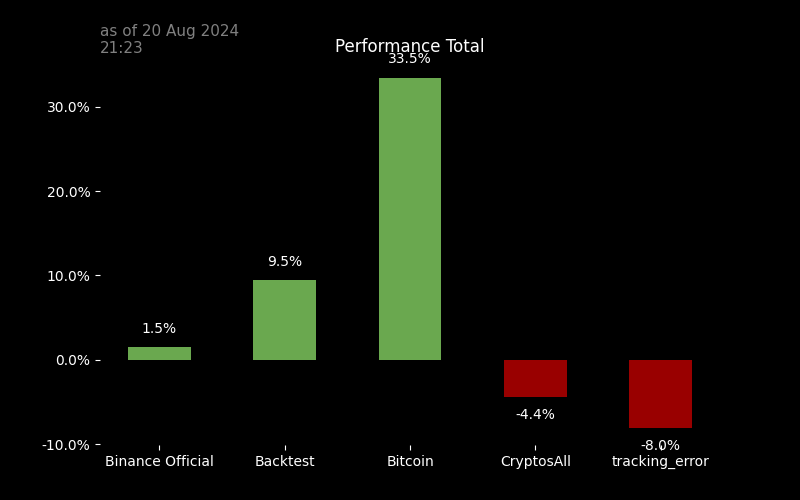 as of 20 Aug 2024
21:23
Performance Total
33.5%
30.0%
20.0%
9.5%
10.0%
1.5%
0.0%
-4.4%
-10.0%
-8.0%
Binance Official
Backtest
Bitcoin
CryptosAll
tracking_error